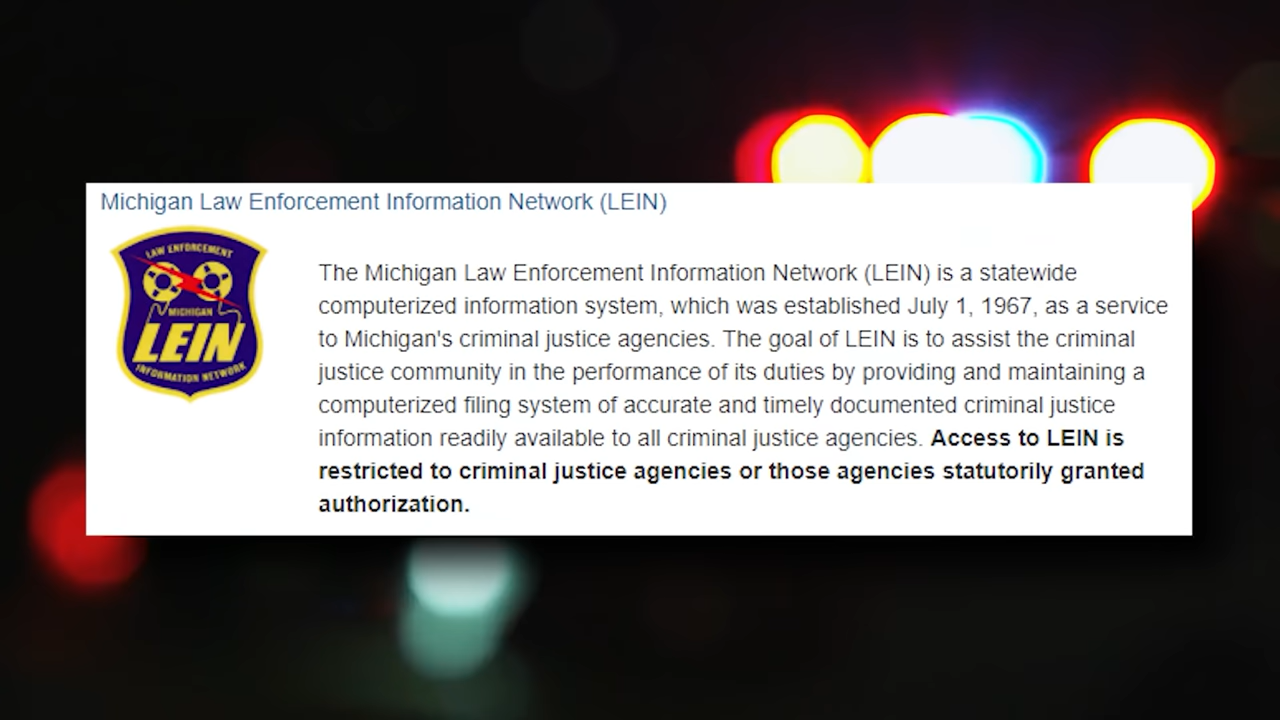 Michigan Law Enforcement Information Network (LEIN)
LAW ENFORCEMENT
MICHIGAN
LEIN
INFORMATION NETWORK
The Michigan Law Enforcement Information Network (LEIN) is a statewide
computerized information system, which was established July 1, 1967, as a service
to Michigan's criminal justice agencies. The goal of LEIN is to assist the criminal
justice community in the performance of its duties by providing and maintaining a
computerized filing system of accurate and timely documented criminal justice
information readily available to all criminal justice agencies. Access to LEIN is
restricted to criminal justice agencies or those agencies statutorily granted
authorization.